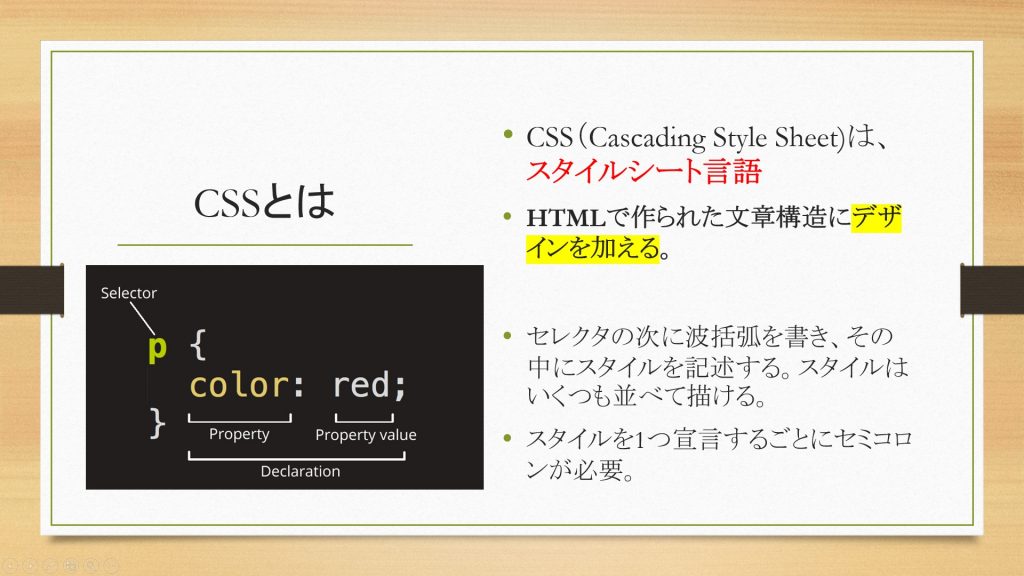 CSSとは
Selector
p {
color: red;
}
Property
Property value
Declaration
CSS（Cascading Style Sheet)は、
スタイルシート言語
HTMLで作られた文章構造にデザ
インを加える。
セレクタの次に波括弧を書き、その
中にスタイルを記述する。スタイルは
いくつも並べて描ける。
スタイルを1つ宣言するごとにセミコロ
ンが必要。